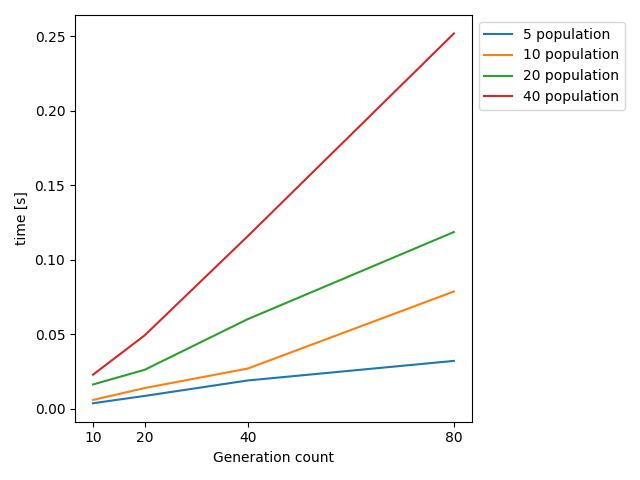 5 population
10 population
20 population
40 population
0.25
0.20
0.15
0.10
0.05
0.00
time [s]
10 20 40 80
Generation count